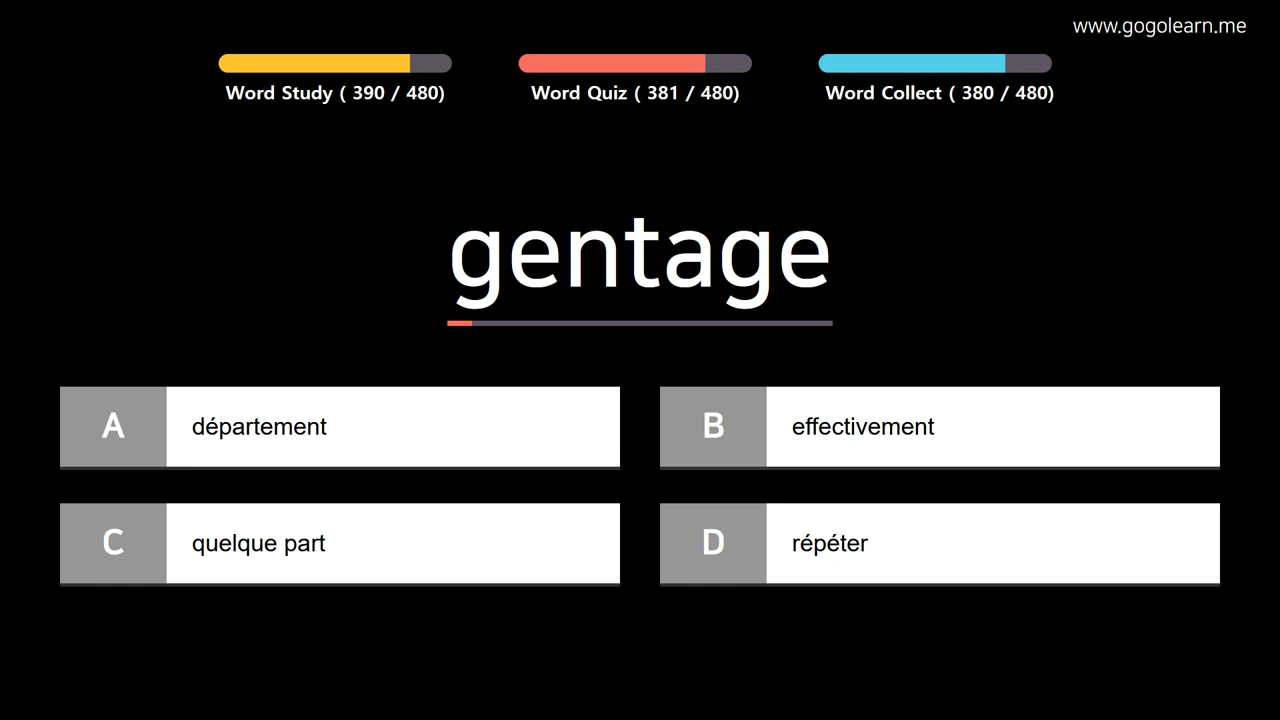 www.gogolearn.me
Word Study ( 390 / 480)
Word Quiz ( 381 / 480)
Word Collect ( 380 / 480)
gentage
A
département
B
effectivement
C
quelque part
D
répéter